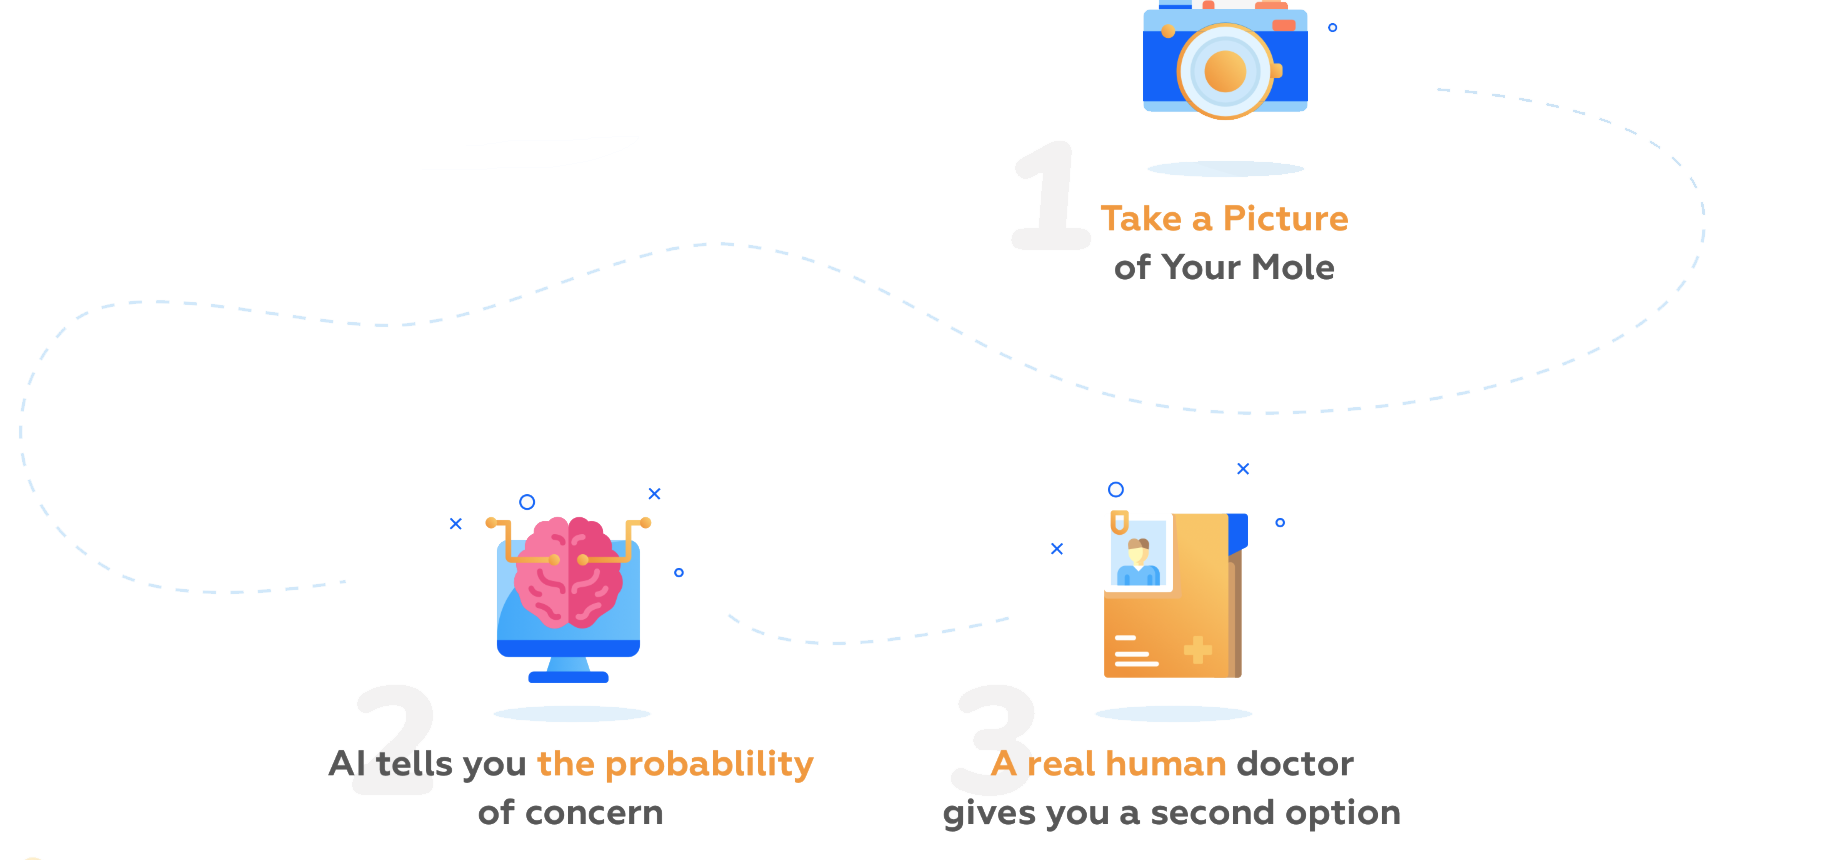 1
Take a Picture
of Your Mole
2
AI tells you the probablility
of concern
3
A real human doctor
gives you a second option